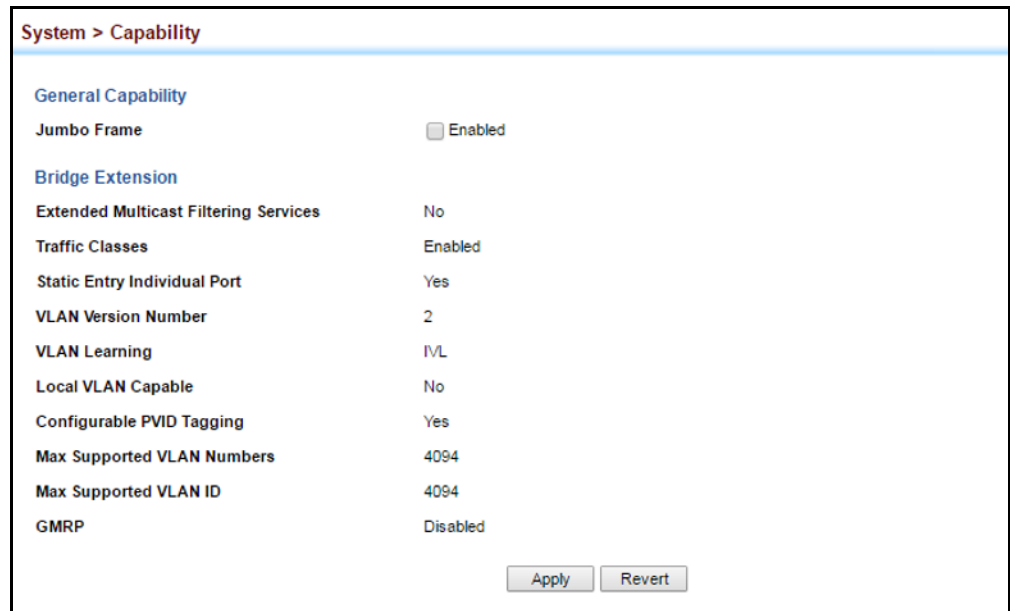 System > Capability
General Capability
Jumbo Frame Enabled
Bridge Extension
Extended Multicast Filtering Services No
Traffic Classes Enabled
Static Entry Individual Port Yes
VLAN Version Number 2
VLAN Learning IVL
Local VLAN Capable No
Configurable PVID Tagging Yes
Max Supported VLAN Numbers 4094
Max Supported VLAN ID 4094
GMRP Disabled
Apply Revert